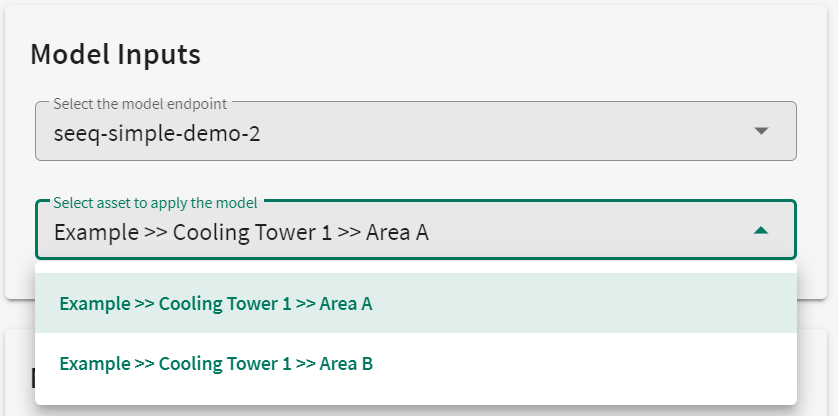 Model Inputs
Select the model endpoint
seeq-simple-demo-2
Select asset to apply the model
Example >> Cooling Tower 1 >> Area A
Example >> Cooling Tower 1 >> Area A
Example >> Cooling Tower 1 >> Area B